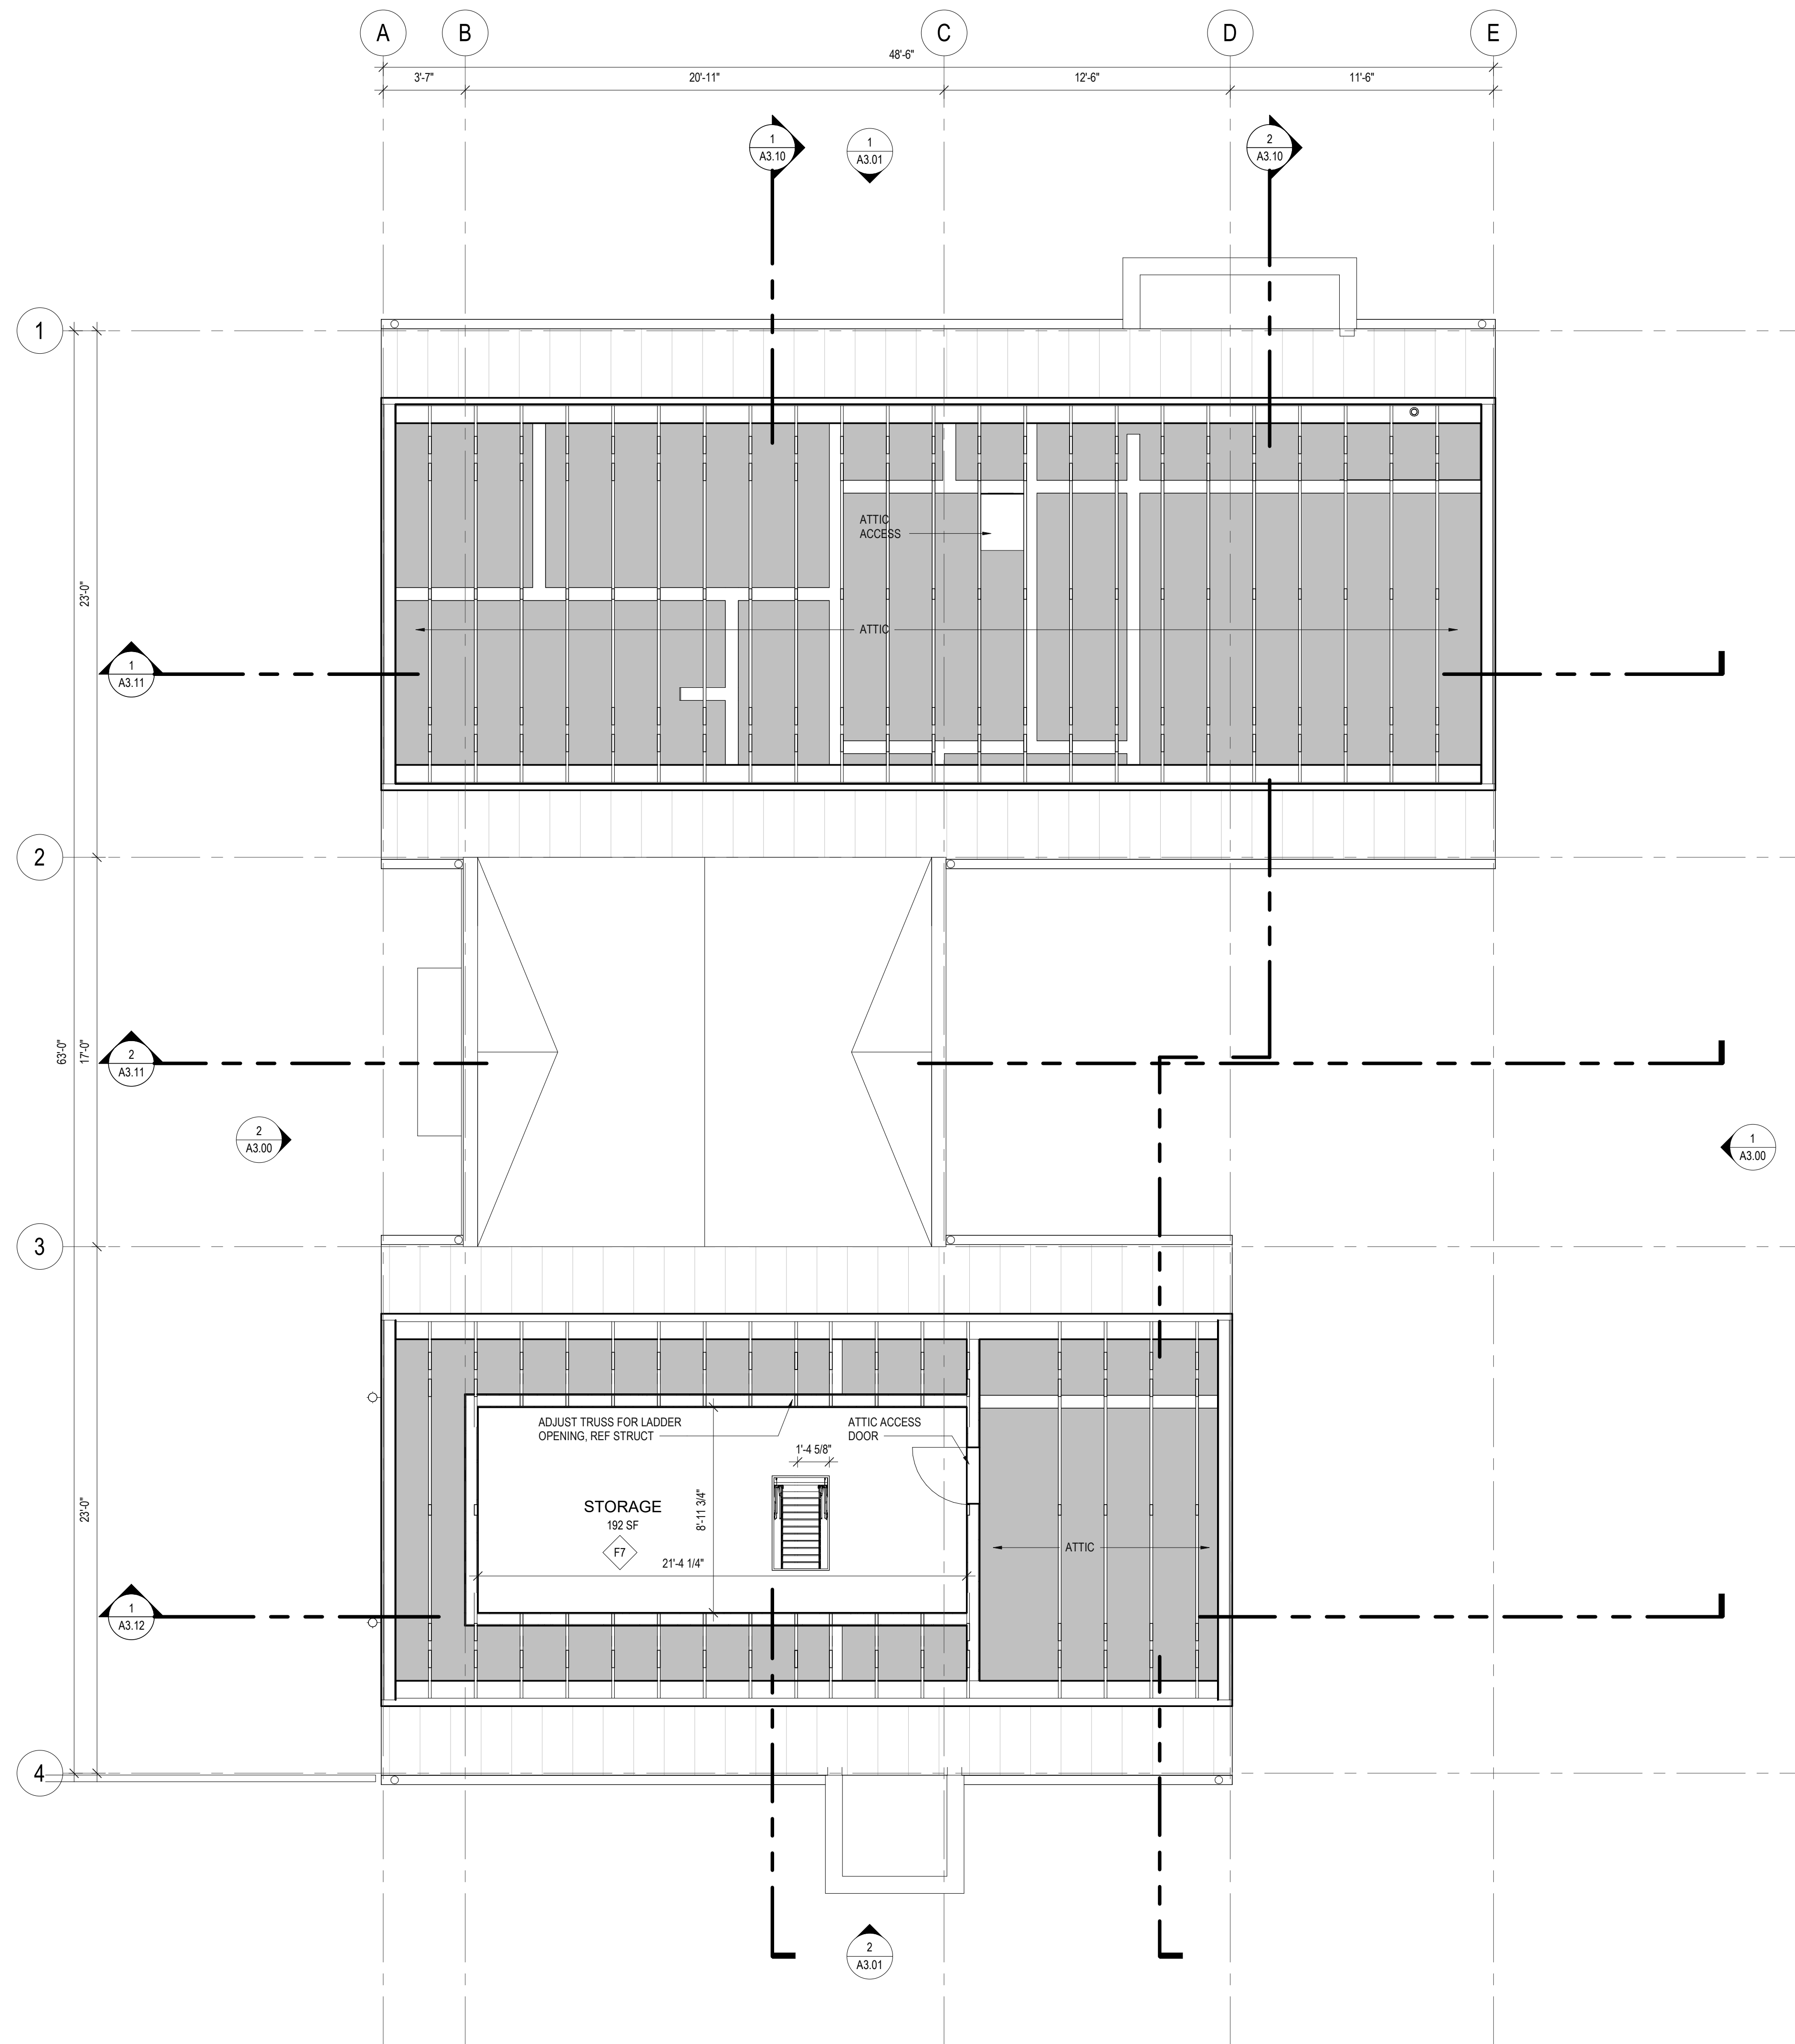 A
B
C
D
E
48'-6"
3'-7"
20'-11"
12'-6"
11'-6"
1
A3.10
1
A3.01
2
A3.10
1
ATTIC
ACCESS
23'-0"
ATTIC
1
A3.11
2
63'-0"
17'-0"
2
A3.11
2
A3.00
1
A3.00
3
ADJUST TRUSS FOR LADDER
OPENING, REF STRUCT
ATTIC ACCESS
DOOR
1'-4 5/8"
STORAGE
192 SF
F7
8'-11 3/4"
21'-4 1/4"
23'-0"
ATTIC
1
A3.12
4
2
A3.01